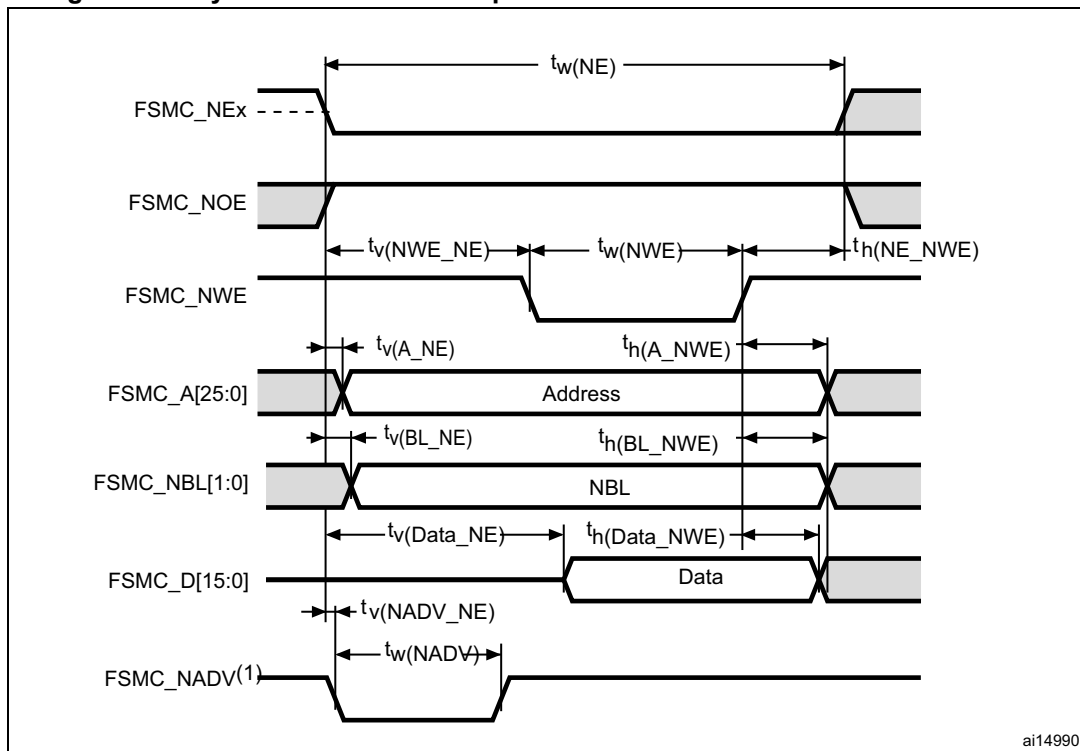 tw(NE)
FSMC_NEx
FSMC_NOE
tv(NWE_NE)
tw(NWE)
th(NE_NWE)
FSMC_NWE
tv(A_NE)
th(A_NWE)
FSMC_A[25:0]
Address
tv(BL_NE)
th(BL_NWE)
FSMC_NBL[1:0]
NBL
tv(Data_NE)
th(Data_NWE)
FSMC_D[15:0]
Data
tv(NADV_NE)
tw(NADV)
FSMC_NADV(1)
ai14990